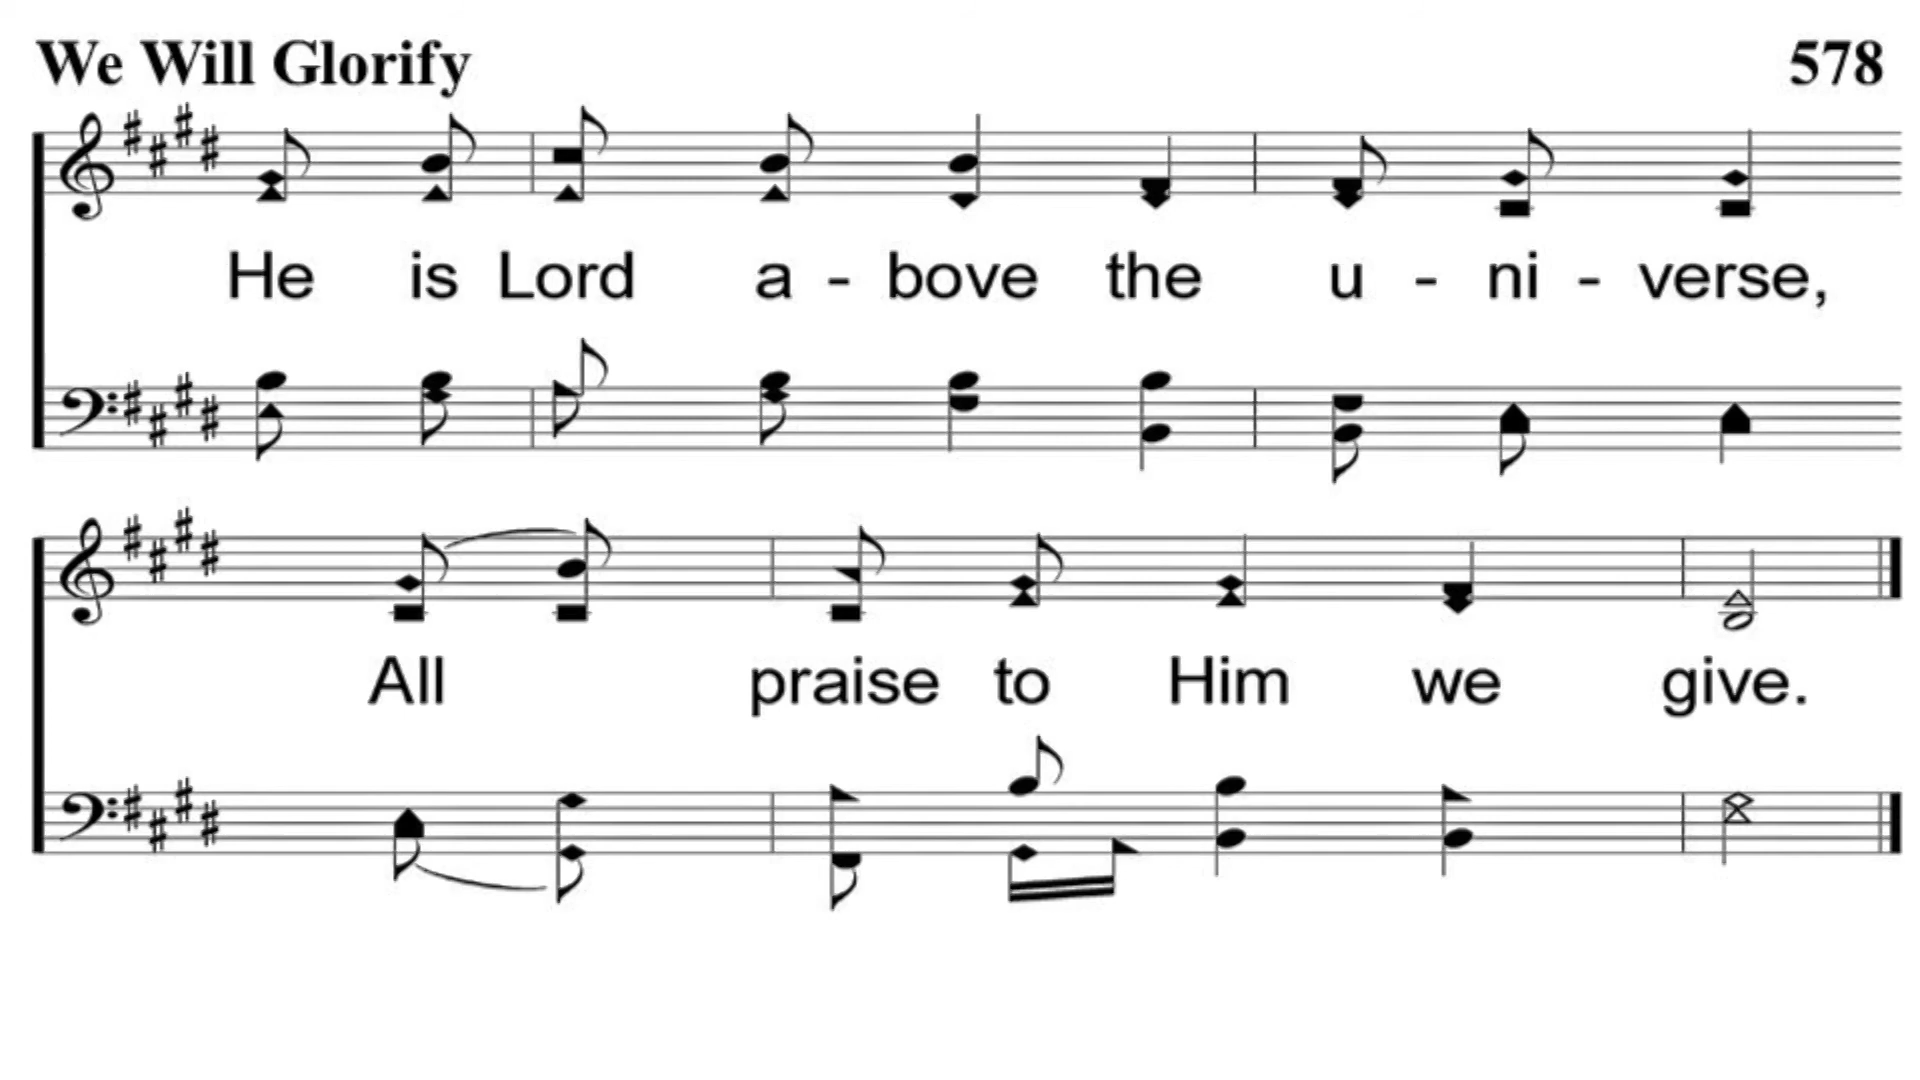 We Will Glorify 578
He is Lord a - bove the u - ni - verse,
All praise to Him we give.